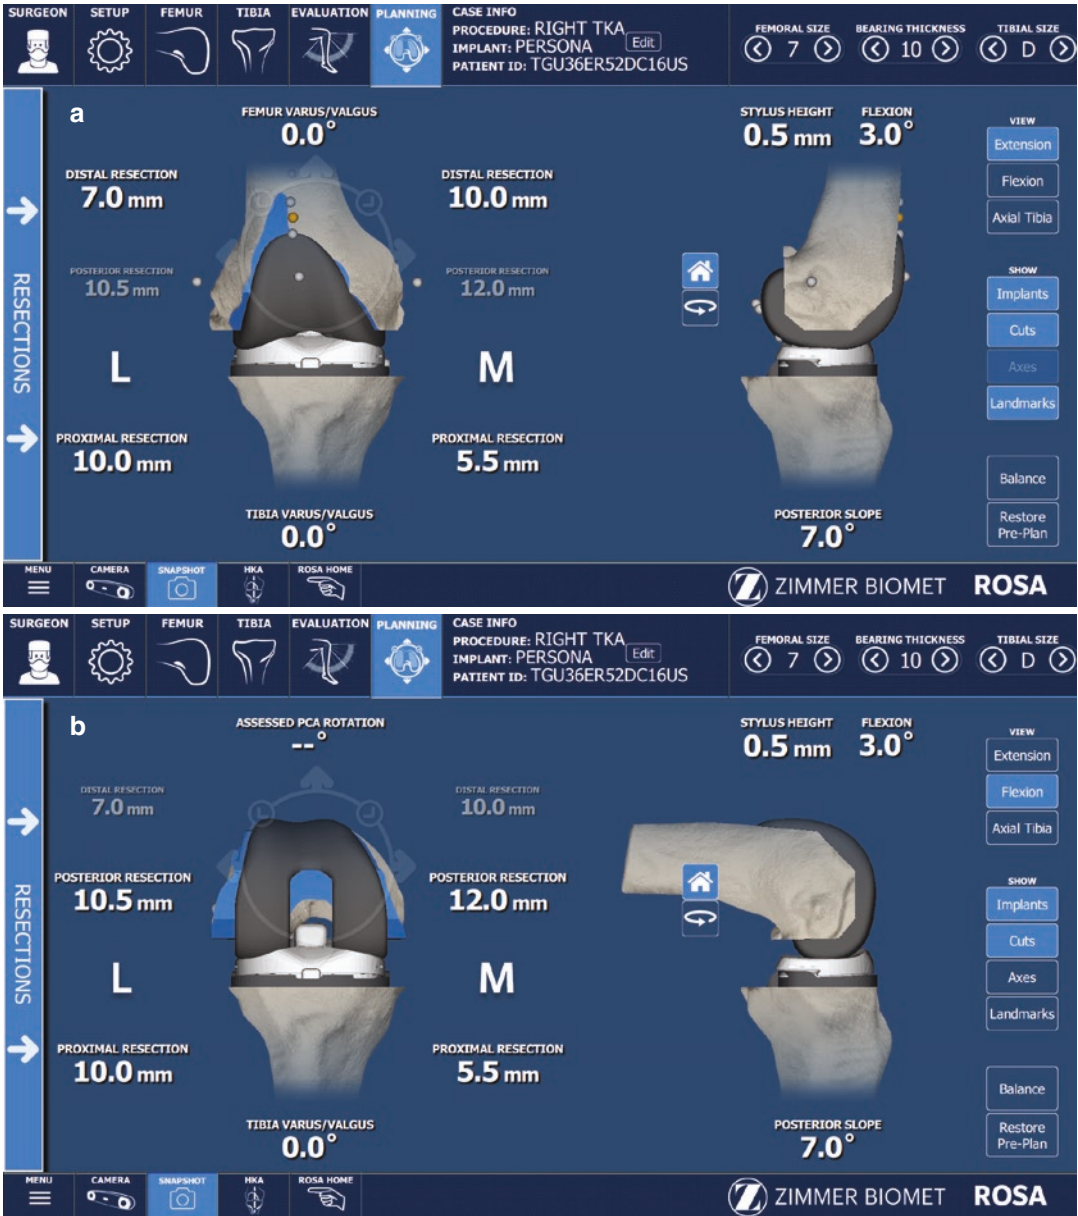 SURGEON SETUP FEMUR TIBIA EVALUATION PLANNING
CASE INFO
PROCEDURE: RIGHT TKA
IMPLANT: PERSONA Edit
PATIENT ID: TGU36ER52DC16US
FEMORAL SIZE BEARING THICKNESS TIBIAL SIZE
7 10 D
a
RESECTIONS
FEMUR VARUS/VALGUS
0.0°
STYLUS HEIGHT FLEXION
0.5 mm 3.0°
DISTAL RESECTION
7.0 mm
DISTAL RESECTION
10.0 mm
POSTERIOR RESECTION
10.5 mm
POSTERIOR RESECTION
12.0 mm
L M
PROXIMAL RESECTION
10.0 mm
PROXIMAL RESECTION
5.5 mm
TIBIA VARUS/VALGUS
0.0°
POSTERIOR SLOPE
7.0°
VIEW
Extension
Flexion
Axial Tibia
SHOW
Implants
Cuts
Axes
Landmarks
Balance
Restore
Pre-Plan
MENU CAMERA SNAPSHOT HKA ROSA HOME
Z ZIMMER BIOMET ROSA
SURGEON SETUP FEMUR TIBIA EVALUATION PLANNING
CASE INFO
PROCEDURE: RIGHT TKA
IMPLANT: PERSONA Edit
PATIENT ID: TGU36ER52DC16US
FEMORAL SIZE BEARING THICKNESS TIBIAL SIZE
7 10 D
b
RESECTIONS
ASSESSED PCA ROTATION
--°
STYLUS HEIGHT FLEXION
0.5 mm 3.0°
DISTAL RESECTION
7.0 mm
DISTAL RESECTION
10.0 mm
POSTERIOR RESECTION
10.5 mm
POSTERIOR RESECTION
12.0 mm
L M
PROXIMAL RESECTION
10.0 mm
PROXIMAL RESECTION
5.5 mm
TIBIA VARUS/VALGUS
0.0°
POSTERIOR SLOPE
7.0°
VIEW
Extension
Flexion
Axial Tibia
SHOW
Implants
Cuts
Axes
Landmarks
Balance
Restore
Pre-Plan
MENU CAMERA SNAPSHOT HKA ROSA HOME
Z ZIMMER BIOMET ROSA